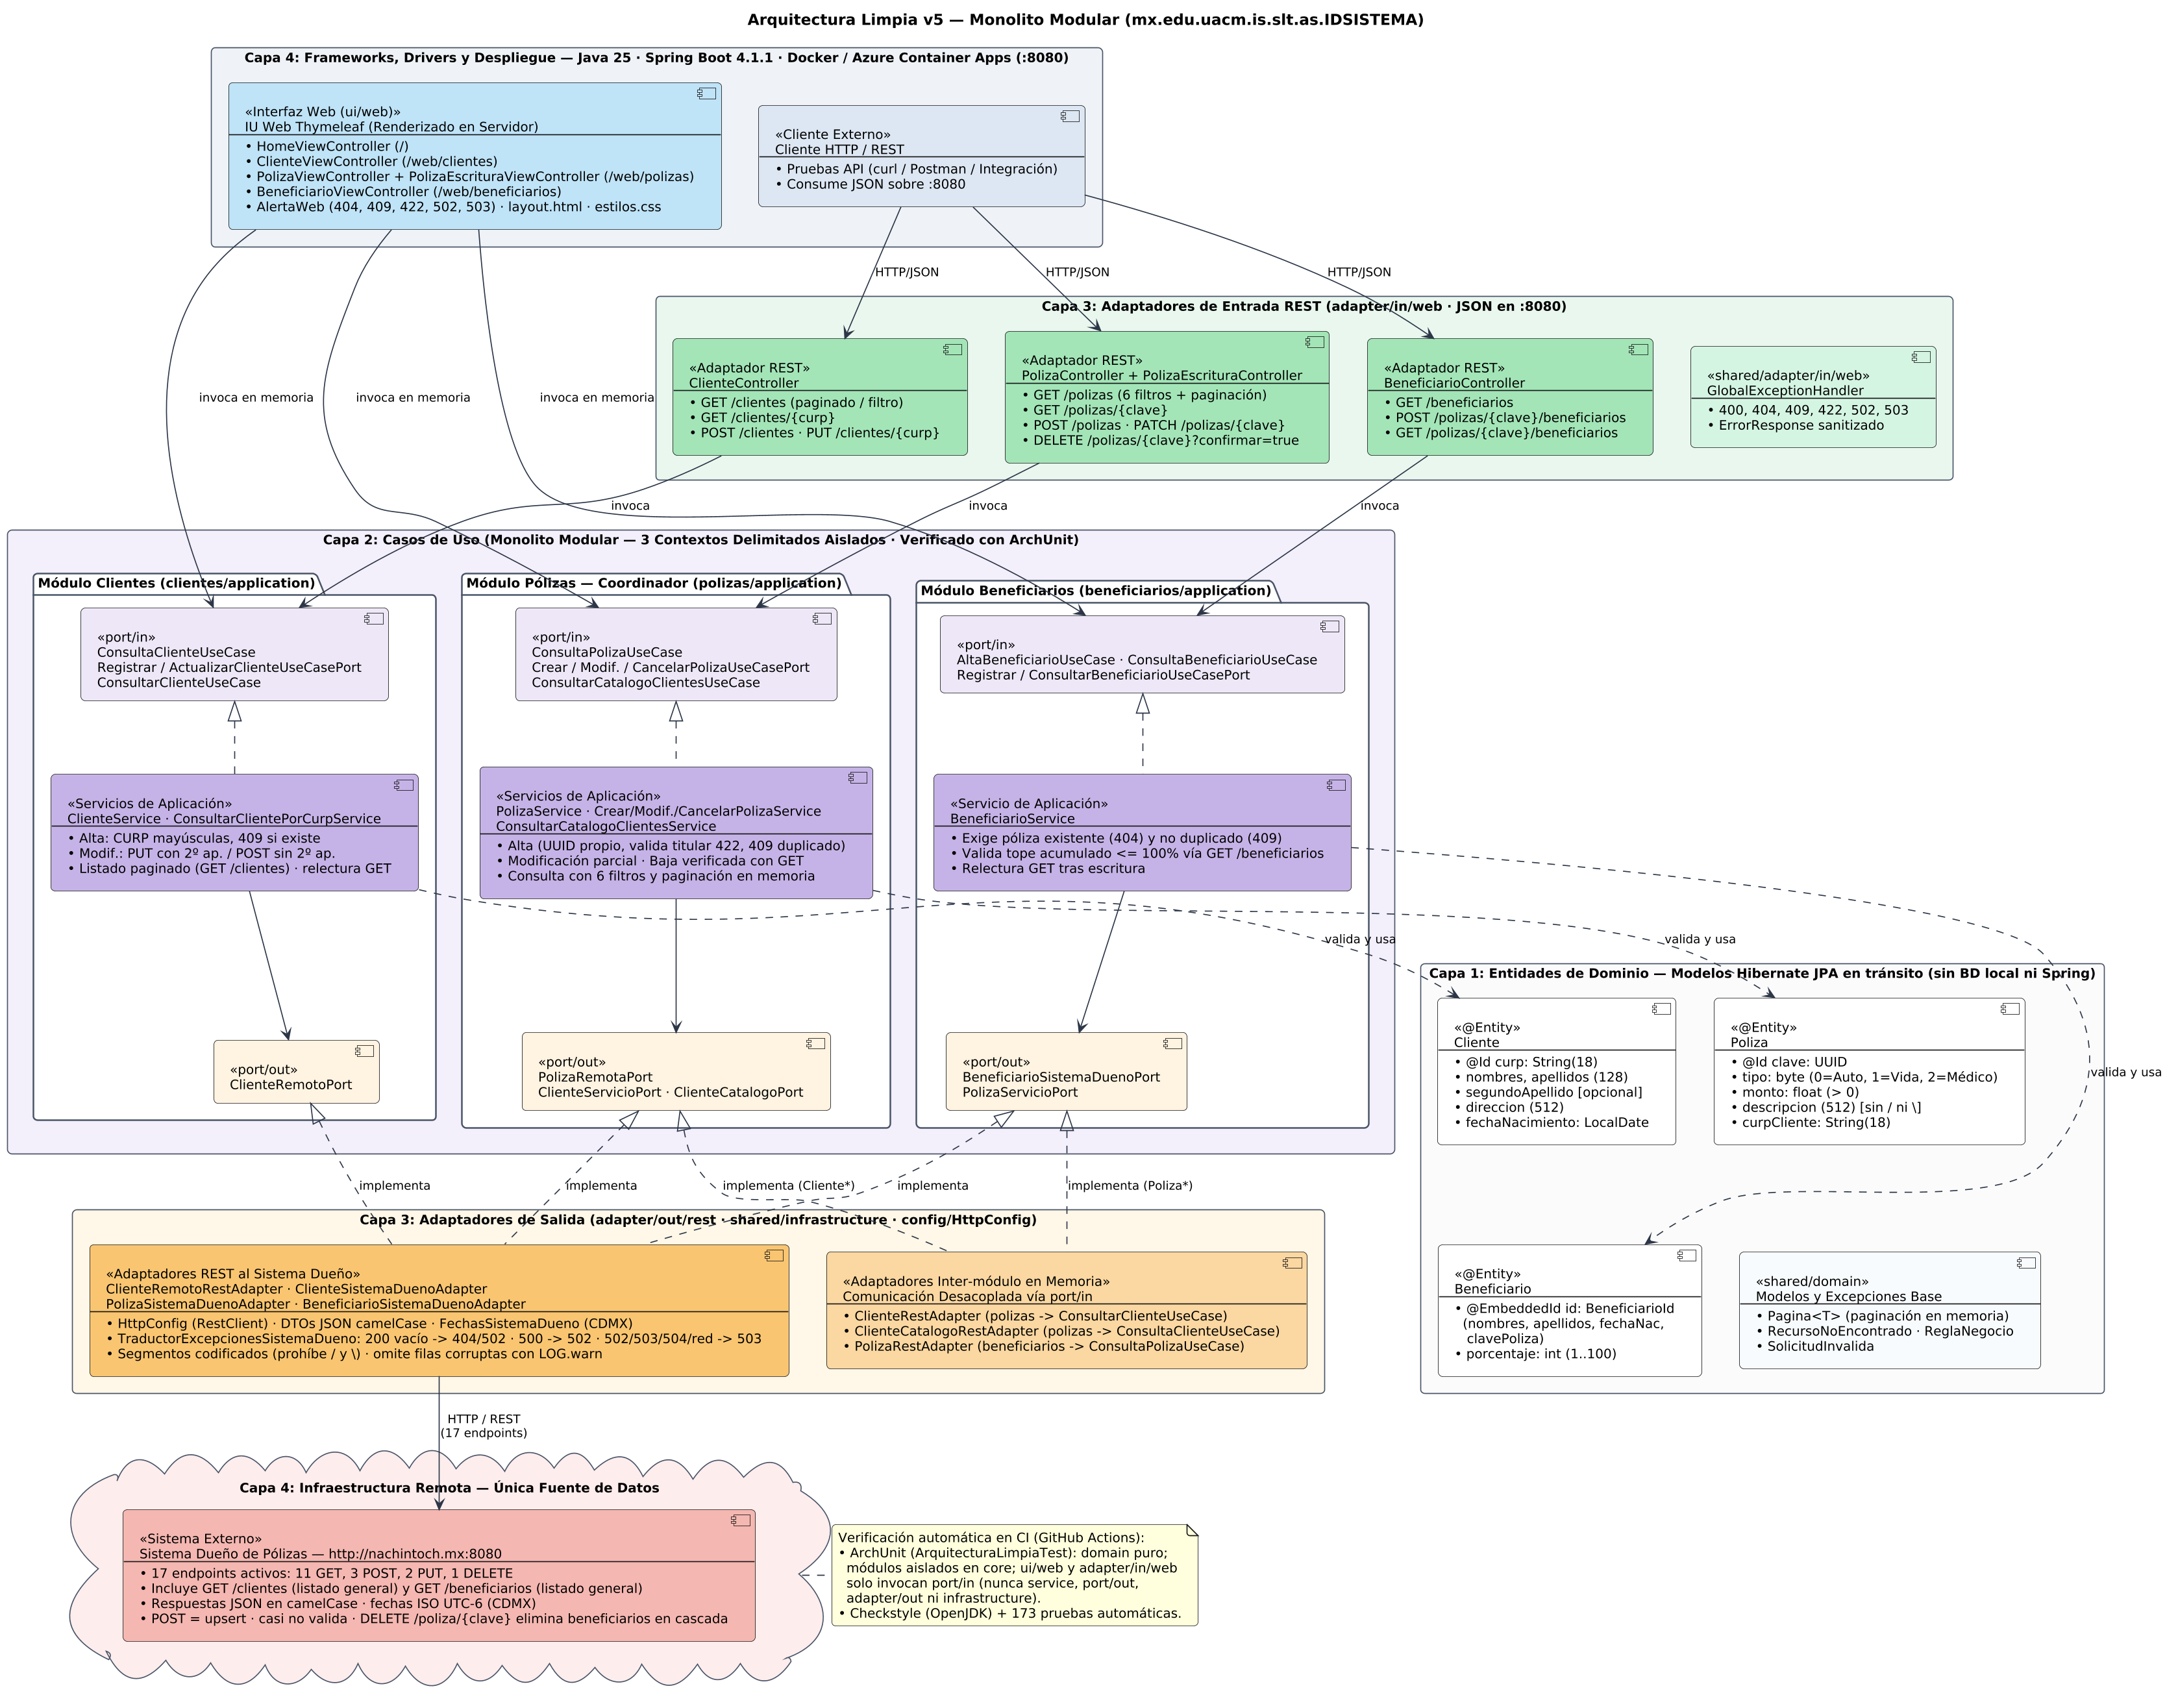 Arquitectura Limpia v5 — Monolito Modular (mx.edu.uacm.is.slt.as.IDSISTEMA)
Capa 4: Frameworks, Drivers y Despliegue — Java 25 · Spring Boot 4.1.1 · Docker / Azure Container Apps (:8080)
«Interfaz Web (ui/web)»
IU Web Thymeleaf (Renderizado en Servidor)
• HomeViewController (/)
• ClienteViewController (/web/clientes)
• PolizaViewController + PolizaEscrituraViewController (/web/polizas)
• BeneficiarioViewController (/web/beneficiarios)
• AlertaWeb (404, 409, 422, 502, 503) · layout.html · estilos.css
«Cliente Externo»
Cliente HTTP / REST
• Pruebas API (curl / Postman / Integración)
• Consume JSON sobre :8080
HTTP/JSON
HTTP/JSON
HTTP/JSON
Capa 3: Adaptadores de Entrada REST (adapter/in/web · JSON en :8080)
«Adaptador REST»
ClienteController
• GET /clientes (paginado / filtro)
• GET /clientes/{curp}
• POST /clientes · PUT /clientes/{curp}
«Adaptador REST»
PolizaController + PolizaEscrituraController
• GET /polizas (6 filtros + paginación)
• GET /polizas/{clave}
• POST /polizas · PATCH /polizas/{clave}
• DELETE /polizas/{clave}?confirmar=true
«Adaptador REST»
BeneficiarioController
• GET /beneficiarios
• POST /polizas/{clave}/beneficiarios
• GET /polizas/{clave}/beneficiarios
«shared/adapter/in/web»
GlobalExceptionHandler
• 400, 404, 409, 422, 502, 503
• ErrorResponse sanitizado
invoca en memoria
invoca en memoria
invoca en memoria
invoca
invoca
invoca
Capa 2: Casos de Uso (Monolito Modular — 3 Contextos Delimitados Aislados · Verificado con ArchUnit)
Módulo Clientes (clientes/application)
«port/in»
ConsultaClienteUseCase
Registrar / ActualizarClienteUseCasePort
ConsultarClienteUseCase
«Servicios de Aplicación»
ClienteService · ConsultarClientePorCurpService
• Alta: CURP mayúsculas, 409 si existe
• Modif.: PUT con 2º ap. / POST sin 2º ap.
• Listado paginado (GET /clientes) · relectura GET
«port/out»
ClienteRemotoPort
Módulo Pólizas — Coordinador (polizas/application)
«port/in»
ConsultaPolizaUseCase
Crear / Modif. / CancelarPolizaUseCasePort
ConsultarCatalogoClientesUseCase
«Servicios de Aplicación»
PolizaService · Crear/Modif./CancelarPolizaService
ConsultarCatalogoClientesService
• Alta (UUID propio, valida titular 422, 409 duplicado)
• Modificación parcial · Baja verificada con GET
• Consulta con 6 filtros y paginación en memoria
«port/out»
PolizaRemotaPort
ClienteServicioPort · ClienteCatalogoPort
Módulo Beneficiarios (beneficiarios/application)
«port/in»
AltaBeneficiarioUseCase · ConsultaBeneficiarioUseCase
Registrar / ConsultarBeneficiarioUseCasePort
«Servicio de Aplicación»
BeneficiarioService
• Exige póliza existente (404) y no duplicado (409)
• Valida tope acumulado <= 100% vía GET /beneficiarios
• Relectura GET tras escritura
«port/out»
BeneficiarioSistemaDuenoPort
PolizaServicioPort
valida y usa
valida y usa
valida y usa
Capa 1: Entidades de Dominio — Modelos Hibernate JPA en tránsito (sin BD local ni Spring)
«@Entity»
Cliente
• @Id curp: String(18)
• nombres, apellidos (128)
• segundoApellido [opcional]
• direccion (512)
• fechaNacimiento: LocalDate
«@Entity»
Poliza
• @Id clave: UUID
• tipo: byte (0=Auto, 1=Vida, 2=Médico)
• monto: float (> 0)
• descripcion (512) [sin / ni \]
• curpCliente: String(18)
«@Entity»
Beneficiario
• @EmbeddedId id: BeneficiarioId
(nombres, apellidos, fechaNac,
clavePoliza)
• porcentaje: int (1..100)
«shared/domain»
Modelos y Excepciones Base
• Pagina<T> (paginación en memoria)
• RecursoNoEncontrado · ReglaNegocio
• SolicitudInvalida
implementa
implementa
implementa (Cliente*)
implementa
implementa (Poliza*)
Capa 3: Adaptadores de Salida (adapter/out/rest · shared/infrastructure · config/HttpConfig)
«Adaptadores REST al Sistema Dueño»
ClienteRemotoRestAdapter · ClienteSistemaDuenoAdapter
PolizaSistemaDuenoAdapter · BeneficiarioSistemaDuenoAdapter
• HttpConfig (RestClient) · DTOs JSON camelCase · FechasSistemaDueno (CDMX)
• TraductorExcepcionesSistemaDueno: 200 vacío -> 404/502 · 500 -> 502 · 502/503/504/red -> 503
• Segmentos codificados (prohíbe / y \) · omite filas corruptas con LOG.warn
«Adaptadores Inter-módulo en Memoria»
Comunicación Desacoplada vía port/in
• ClienteRestAdapter (polizas -> ConsultarClienteUseCase)
• ClienteCatalogoRestAdapter (polizas -> ConsultaClienteUseCase)
• PolizaRestAdapter (beneficiarios -> ConsultaPolizaUseCase)
HTTP / REST
(17 endpoints)
Capa 4: Infraestructura Remota — Única Fuente de Datos
«Sistema Externo»
Sistema Dueño de Pólizas — http://nachintoch.mx:8080
• 17 endpoints activos: 11 GET, 3 POST, 2 PUT, 1 DELETE
• Incluye GET /clientes (listado general) y GET /beneficiarios (listado general)
• Respuestas JSON en camelCase · fechas ISO UTC-6 (CDMX)
• POST = upsert · casi no valida · DELETE /poliza/{clave} elimina beneficiarios en cascada
Verificación automática en CI (GitHub Actions):
• ArchUnit (ArquitecturaLimpiaTest): domain puro;
módulos aislados en core; ui/web y adapter/in/web
solo invocan port/in (nunca service, port/out,
adapter/out ni infrastructure).
• Checkstyle (OpenJDK) + 173 pruebas automáticas.